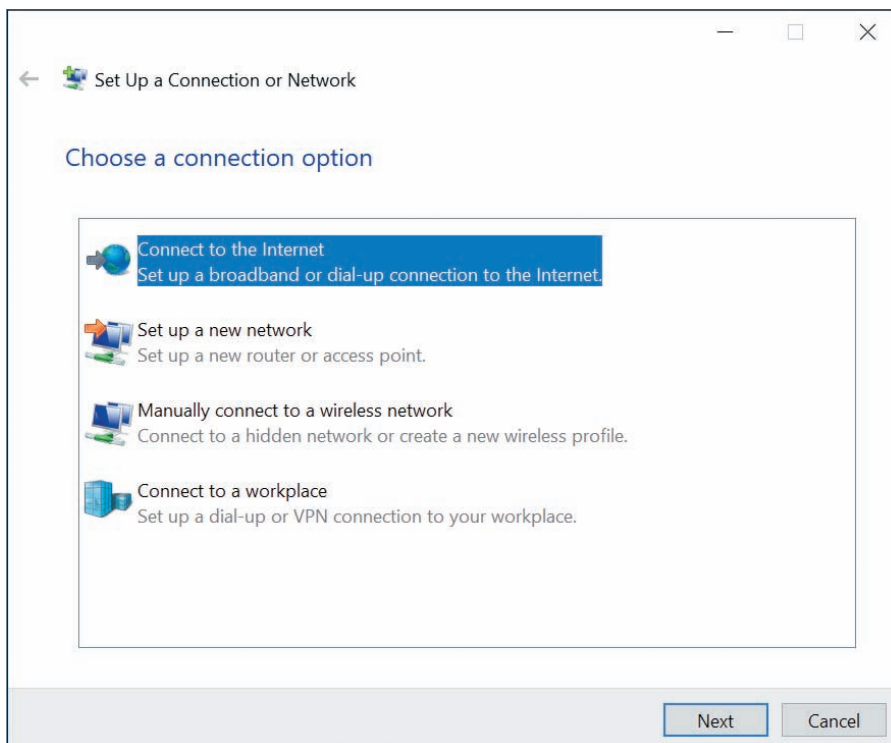 Set Up a Connection or Network
Choose a connection option
Connect to the Internet
Set up a broadband or dial-up connection to the Internet.
Set up a new network
Set up a new router or access point.
Manually connect to a wireless network
Connect to a hidden network or create a new wireless profile.
Connect to a workplace
Set up a dial-up or VPN connection to your workplace.
Next
Cancel